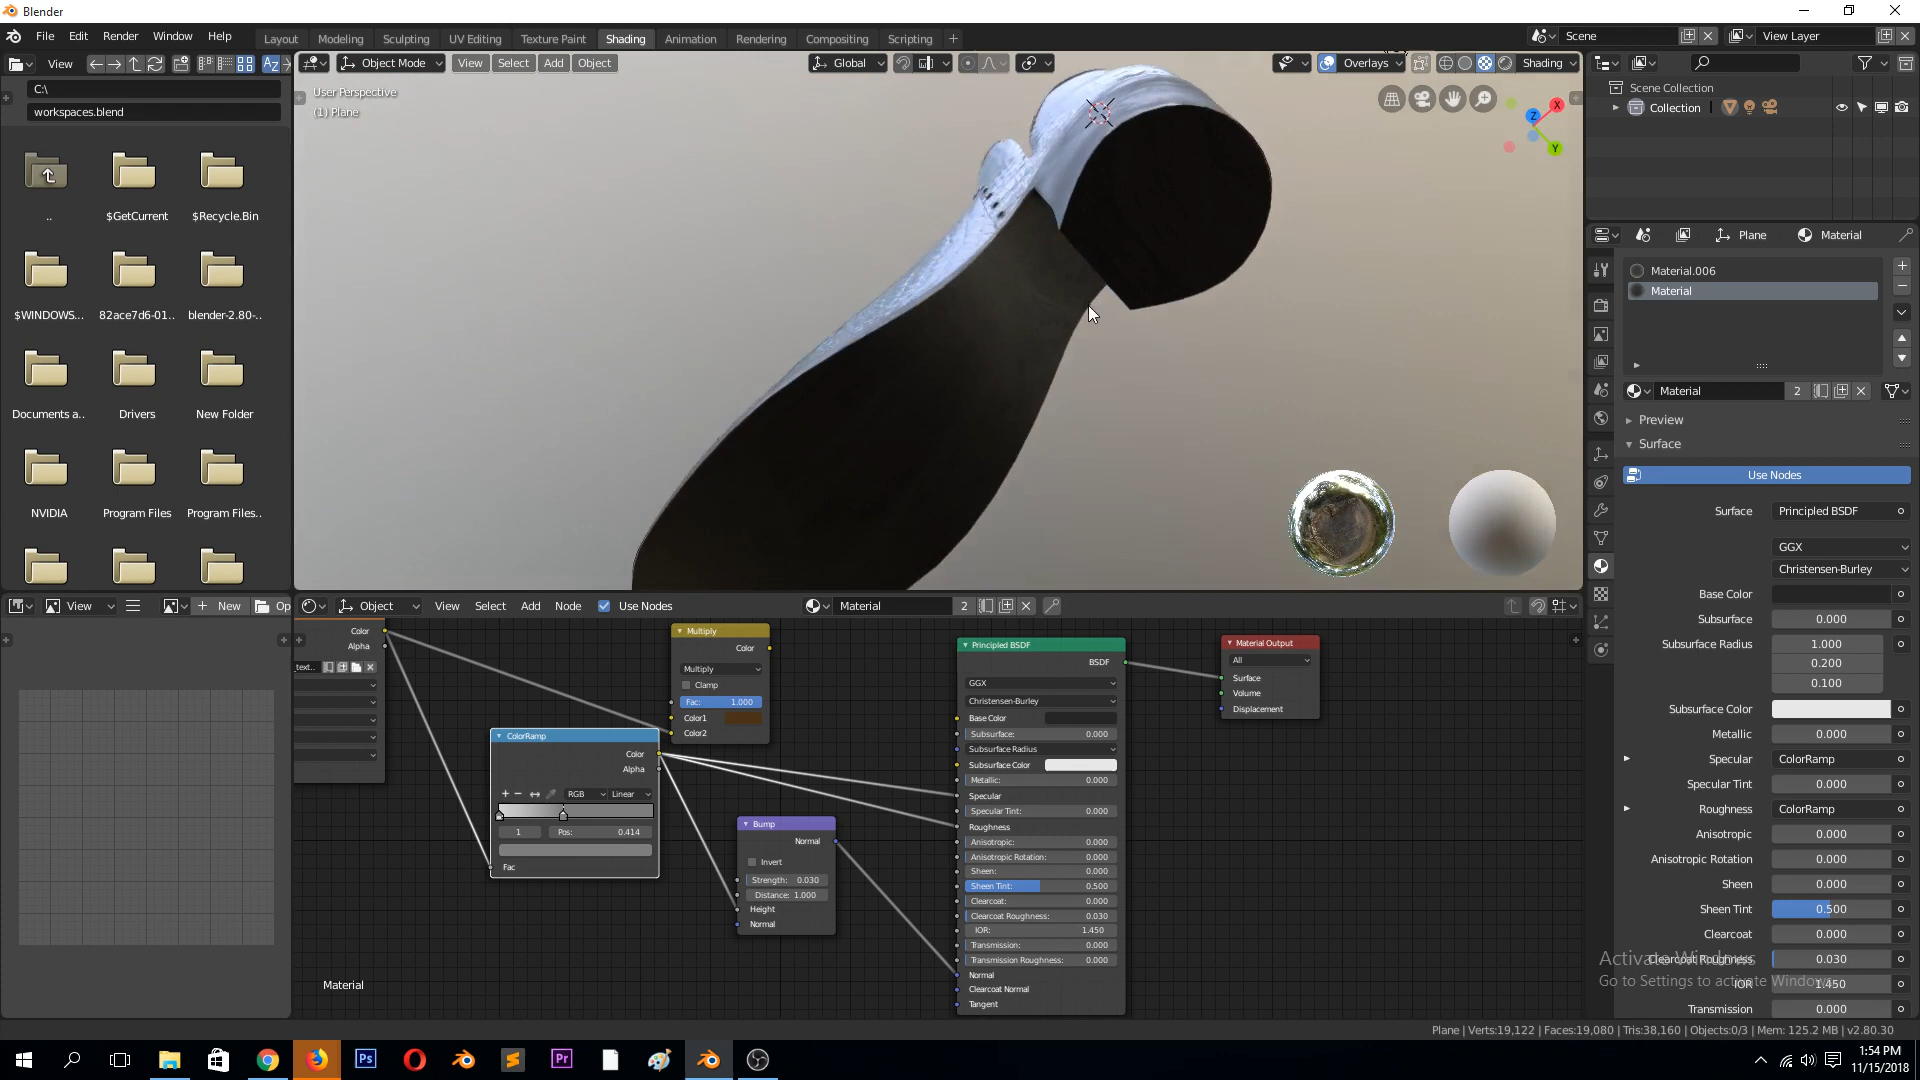 Blender
File Edit Render Window Help
Layout Modeling Sculpting UV Editing Texture Paint Shading Animation Rendering Compositing Scripting +
Scene View Layer
View
C:\
workspaces.blend
..
$GetCurrent
$Recycle.Bin
$WINDOWS...
82ace7d6-01..
blender-2.80-..
Documents a..
Drivers
New Folder
NVIDIA
Program Files
Program Files..
Object Mode View Select Add Object Global Overlays Shading
User Perspective
(1) Plane
X
Y
Z
Scene Collection
Collection
Plane Material
Material.006
Material
Material 2
Preview
Surface
Use Nodes
Surface Principled BSDF
GGX
Christensen-Burley
Base Color
Subsurface 0.000
Subsurface Radius 1.000
0.200
0.100
Subsurface Color
Metallic 0.000
Specular ColorRamp
Specular Tint 0.000
Roughness ColorRamp
Anisotropic 0.000
Anisotropic Rotation 0.000
Sheen 0.000
Sheen Tint 0.500
Clearcoat 0.000
Clearcoat Roughness 0.030
IOR 1.450
Transmission 0.000
Activate Windows
Go to Settings to activate Windows.
View New Op
Object View Select Add Node Use Nodes Material 2
Color
Alpha
text..
Multiply
Color
Multiply
Clamp
Fac: 1.000
Color1
Color2
ColorRamp
Color
Alpha
RGB Linear
1 Pos: 0.414
Fac
Bump
Normal
Invert
Strength: 0.030
Distance: 1.000
Height
Normal
Principled BSDF
BSDF
GGX
Christensen-Burley
Base Color
Subsurface: 0.000
Subsurface Radius
Subsurface Color
Metallic: 0.000
Specular
Specular Tint: 0.000
Roughness
Anisotropic: 0.000
Anisotropic Rotation: 0.000
Sheen: 0.000
Sheen Tint: 0.500
Clearcoat: 0.000
Clearcoat Roughness: 0.030
IOR: 1.450
Transmission: 0.000
Transmission Roughness: 0.000
Normal
Clearcoat Normal
Tangent
Material Output
All
Surface
Volume
Displacement
Material
Plane | Verts:19,122 | Faces:19,080 | Tris:38,160 | Objects:0/3 | Mem: 125.2 MB | v2.80.30
Ps
Pr
1:54 PM
11/15/2018